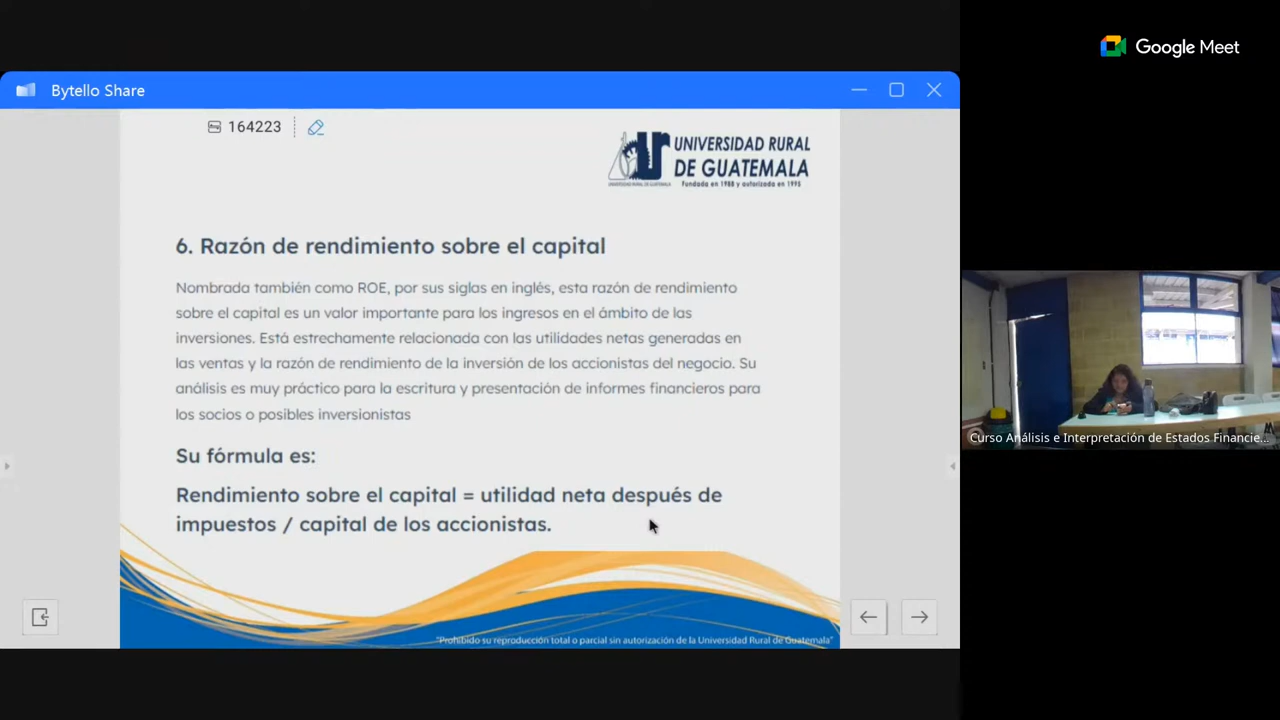 Google Meet
Bytello Share
164223
UNIVERSIDAD RURAL
DE GUATEMALA
Fundada en 1988 y autorizada en 1995
UNIVERSIDAD RURAL DE GUATEMALA
6. Razón de rendimiento sobre el capital
Nombrada también como ROE, por sus siglas en inglés, esta razón de rendimiento
sobre el capital es un valor importante para los ingresos en el ámbito de las
inversiones. Está estrechamente relacionada con las utilidades netas generadas en
las ventas y la razón de rendimiento de la inversión de los accionistas del negocio. Su
análisis es muy práctico para la escritura y presentación de informes financieros para
los socios o posibles inversionistas
Su fórmula es:
Rendimiento sobre el capital = utilidad neta después de
impuestos / capital de los accionistas.
"Prohibido su reproducción total o parcial sin autorización de la Universidad Rural de Guatemala"
Curso Análisis e Interpretación de Estados Financie...